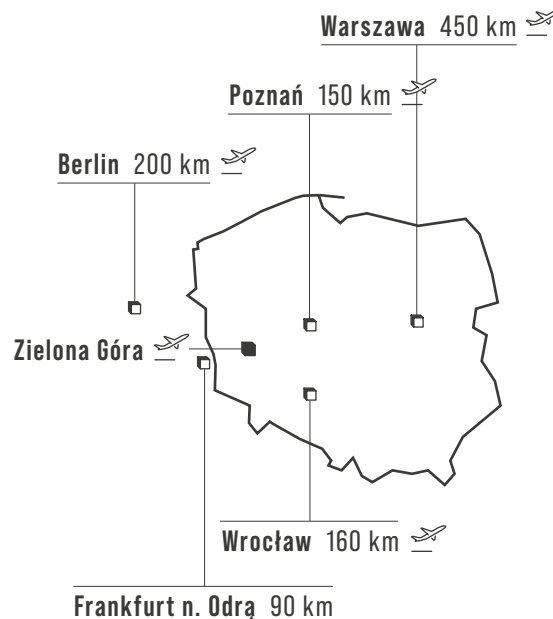 Warszawa 450 km
Poznań 150 km
Berlin 200 km
Zielona Góra
Wrocław 160 km
Frankfurt n. Odrą 90 km